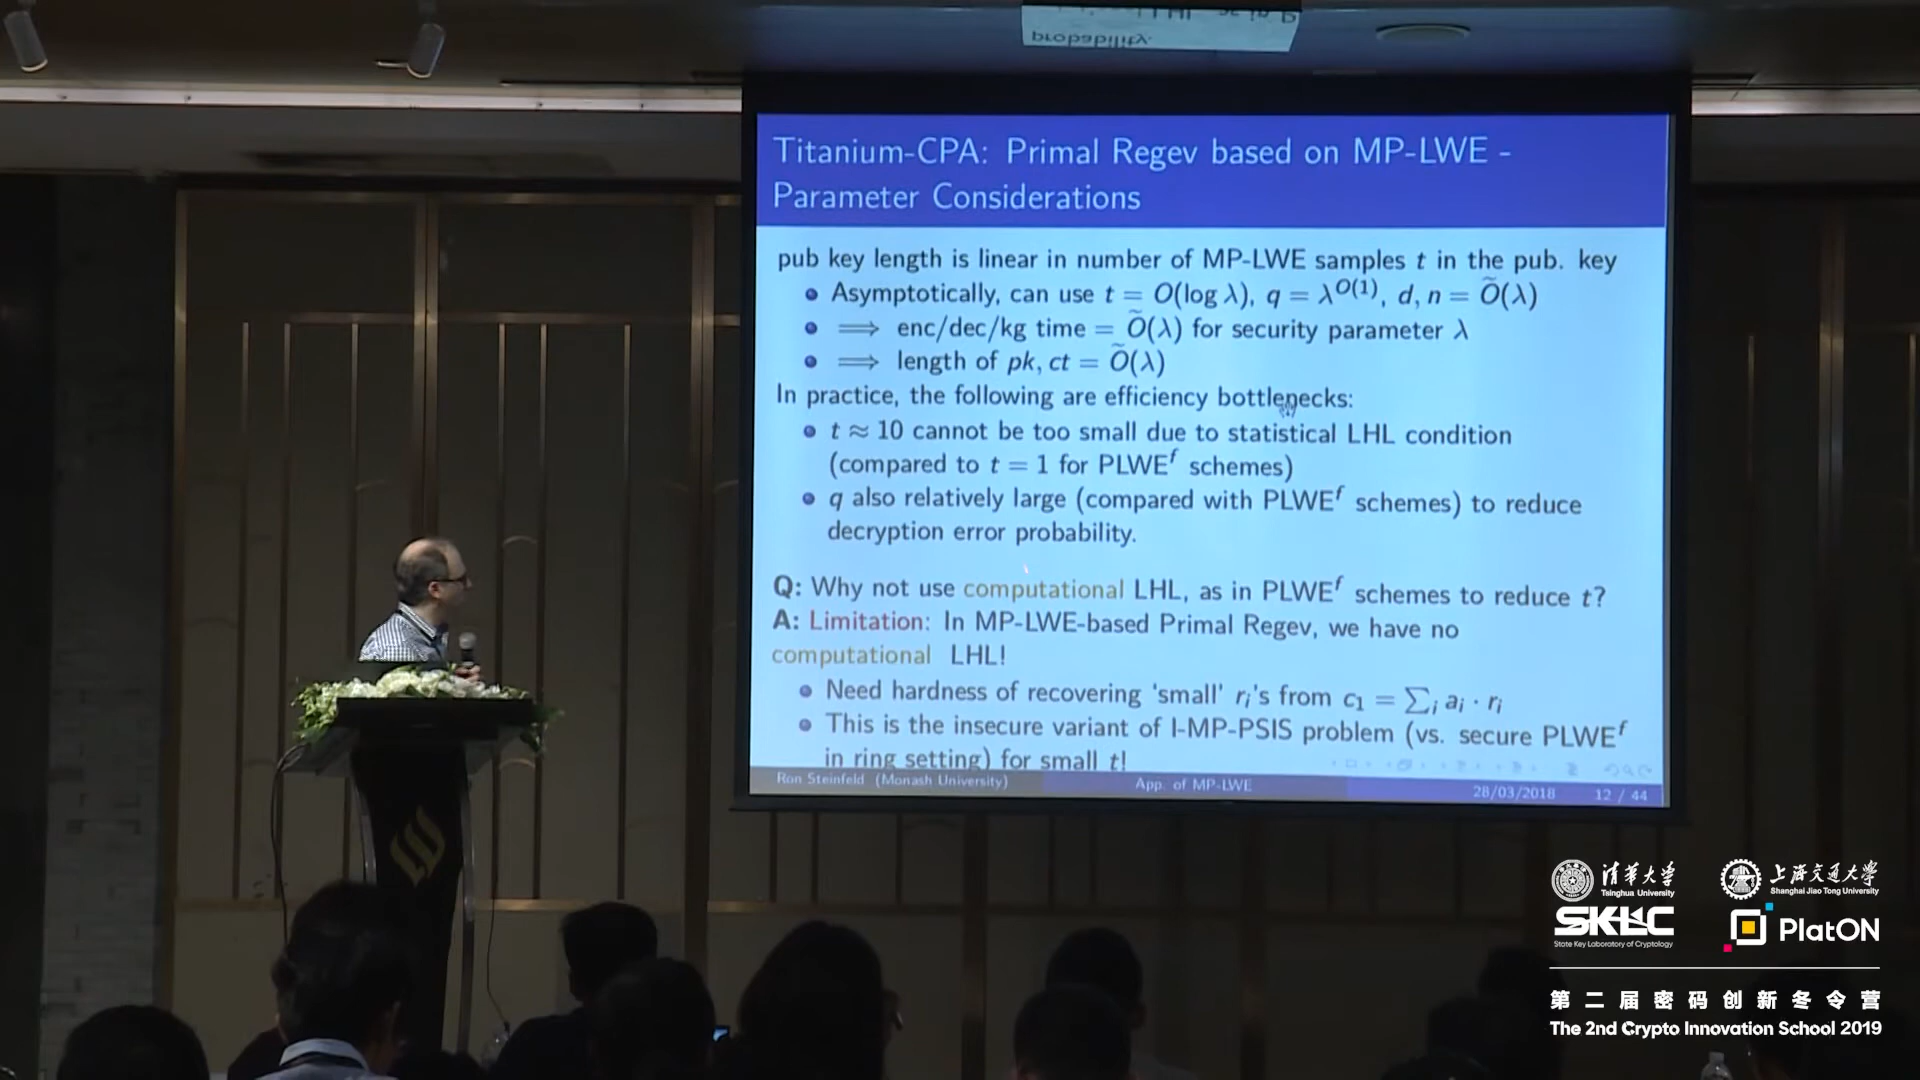 probability.
Titanium-CPA: Primal Regev based on MP-LWE -
Parameter Considerations
pub key length is linear in number of MP-LWE samples t in the pub. key
Asymptotically, can use t = O(log λ), q = λ^{O(1)}, d, n = Õ(λ)
⟹ enc/dec/kg time = Õ(λ) for security parameter λ
⟹ length of pk, ct = Õ(λ)
In practice, the following are efficiency bottlenecks:
t ≈ 10 cannot be too small due to statistical LHL condition
(compared to t = 1 for PLWE^f schemes)
q also relatively large (compared with PLWE^f schemes) to reduce
decryption error probability.
Q: Why not use computational LHL, as in PLWE^f schemes to reduce t?
A: Limitation: In MP-LWE-based Primal Regev, we have no
computational LHL!
Need hardness of recovering 'small' r_i's from c_1 = ∑_i a_i · r_i
This is the insecure variant of I-MP-PSIS problem (vs. secure PLWE^f
in ring setting) for small t!
Ron Steinfeld (Monash University) App. of MP-LWE 28/03/2018 12 / 44
清华大学 上海交通大学
Tsinghua University Shanghai Jiao Tong University
SKLC PlatON
State Key Laboratory of Cryptology
第二届密码创新冬令营
The 2nd Crypto Innovation School 2019